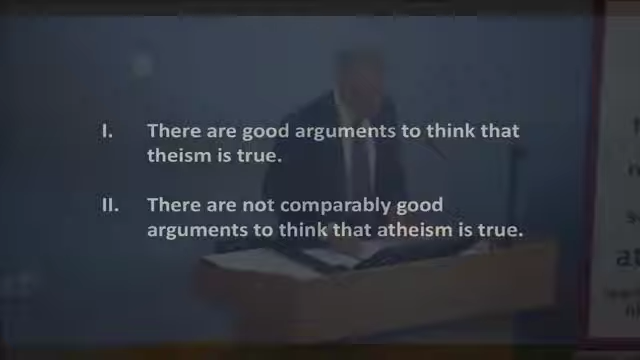 I. There are good arguments to think that
theism is true.
II. There are not comparably good
arguments to think that atheism is true.